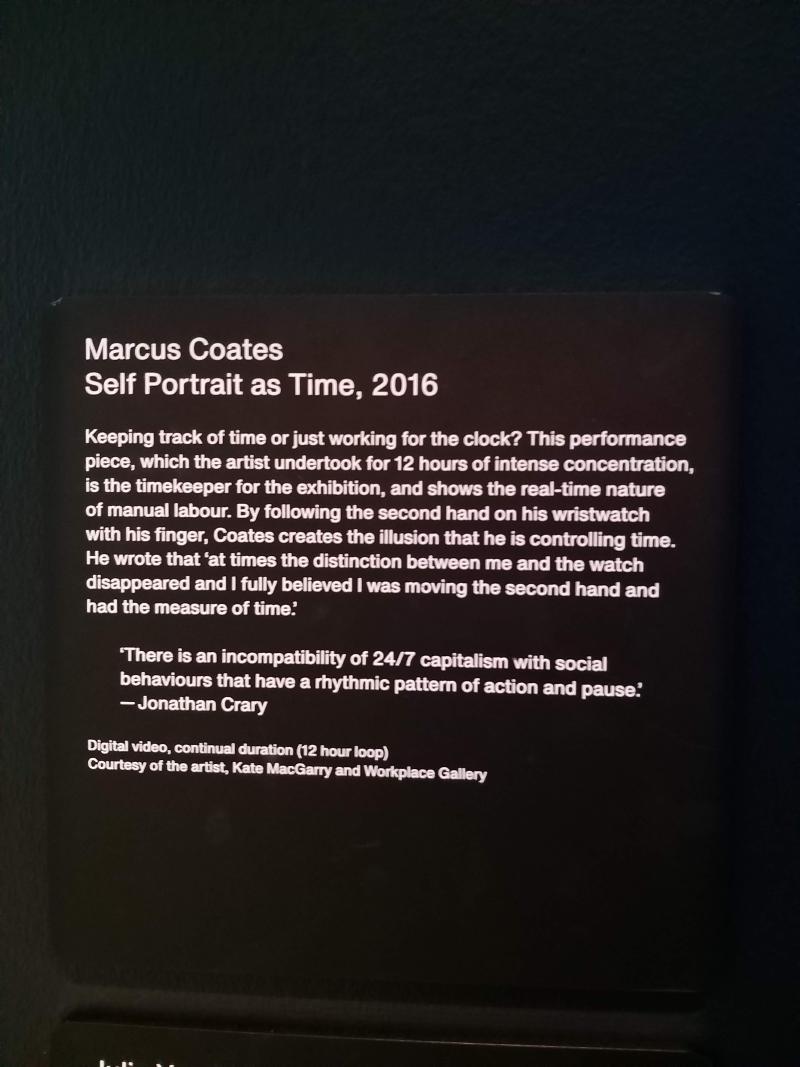 Marcus Coates
Self Portrait as Time, 2016
Keeping track of time or just working for the clock? This performance
piece, which the artist undertook for 12 hours of intense concentration,
is the timekeeper for the exhibition, and shows the real-time nature
of manual labour. By following the second hand on his wristwatch
with his finger, Coates creates the illusion that he is controlling time.
He wrote that ‘at times the distinction between me and the watch
disappeared and I fully believed I was moving the second hand and
had the measure of time.’
‘There is an incompatibility of 24/7 capitalism with social
behaviours that have a rhythmic pattern of action and pause.’
—Jonathan Crary
Digital video, continual duration (12 hour loop)
Courtesy of the artist, Kate MacGarry and Workplace Gallery